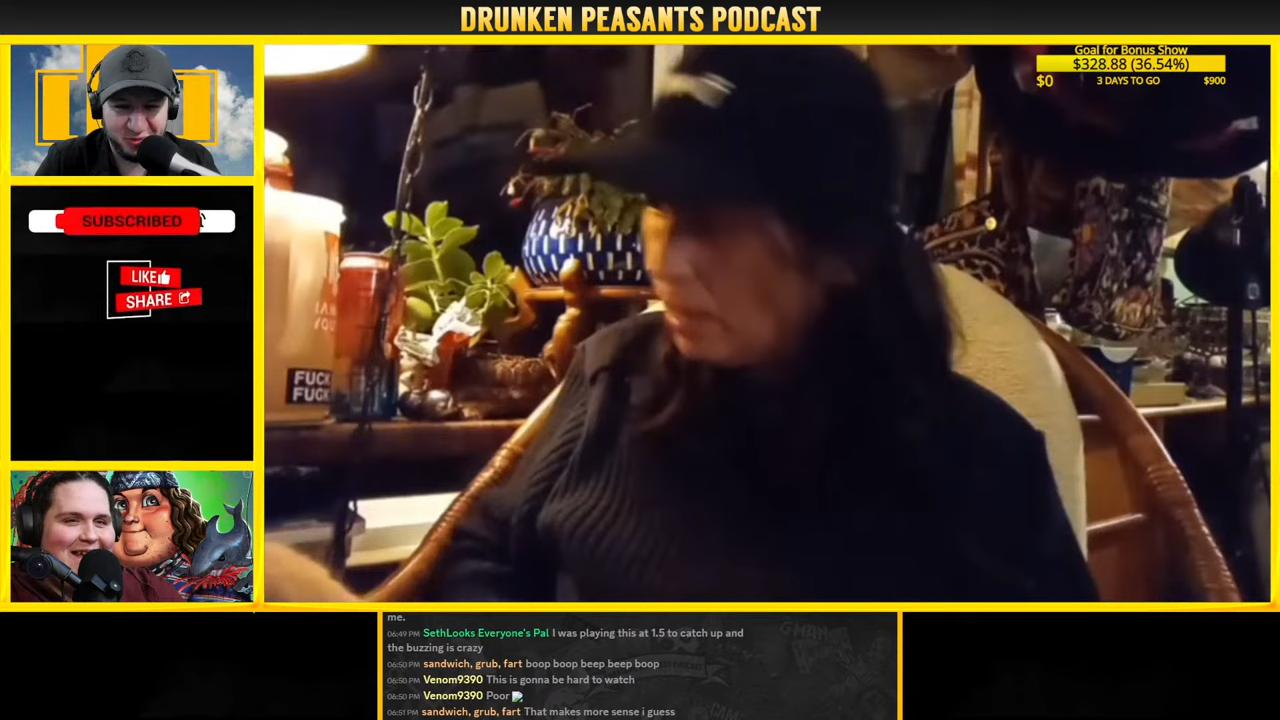 DRUNKEN PEASANTS PODCAST
Goal for Bonus Show
$328.88 (36.54%)
$0
3 DAYS TO GO
$900
SUBSCRIBED
LIKE
SHARE
FUCK
FUCK
me.
06:49 PM SethLooks Everyone's Pal I was playing this at 1.5 to catch up and
the buzzing is crazy
06:50 PM sandwich, grub, fart boop boop beep beep boop
06:50 PM Venom9390 This is gonna be hard to watch
06:50 PM Venom9390 Poor
06:51 PM sandwich, grub, fart That makes more sense i guess